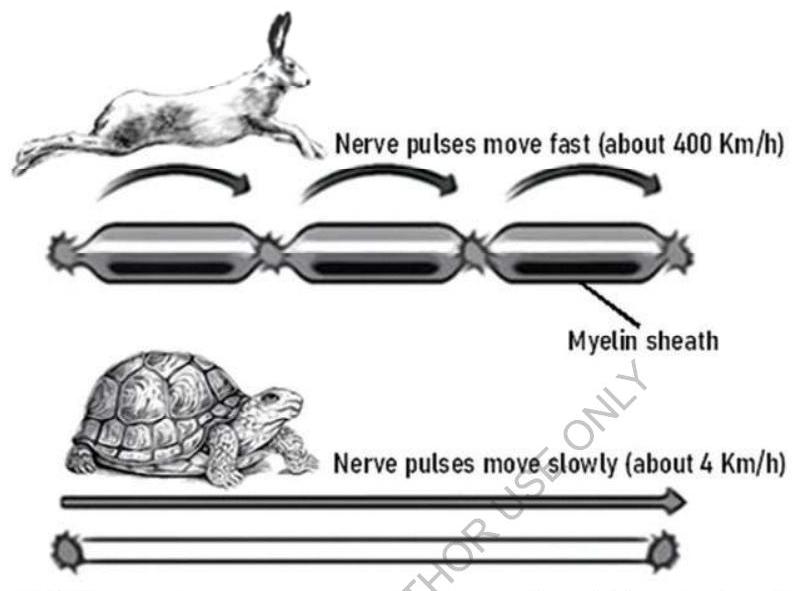 Nerve pulses move fast (about 400 Km/h)
Myelin sheath
Nerve pulses move slowly (about 4 Km/h)
THOR USE ONLY